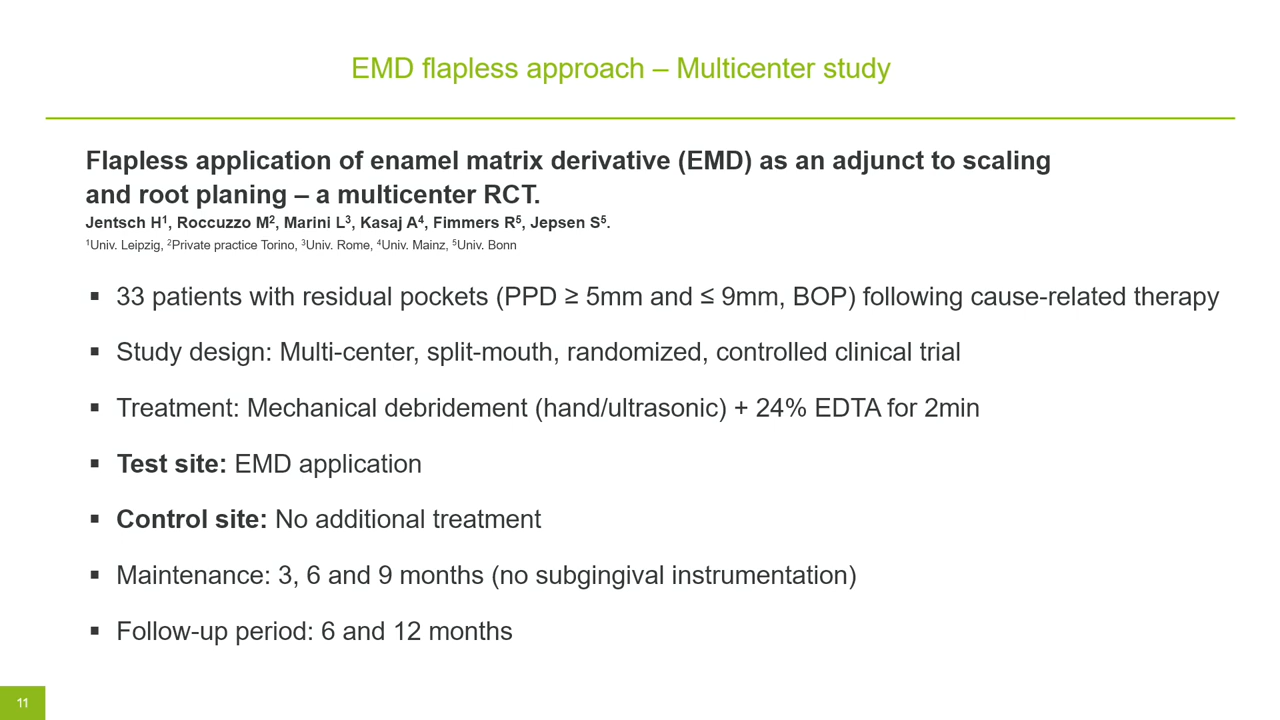 EMD flapless approach – Multicenter study
Flapless application of enamel matrix derivative (EMD) as an adjunct to scaling
and root planing – a multicenter RCT.
Jentsch H¹, Roccuzzo M², Marini L³, Kasaj A⁴, Fimmers R⁵, Jepsen S⁵.
¹Univ. Leipzig, ²Private practice Torino, ³Univ. Rome, ⁴Univ. Mainz, ⁵Univ. Bonn
▪ 33 patients with residual pockets (PPD ≥ 5mm and ≤ 9mm, BOP) following cause-related therapy
▪ Study design: Multi-center, split-mouth, randomized, controlled clinical trial
▪ Treatment: Mechanical debridement (hand/ultrasonic) + 24% EDTA for 2min
▪ Test site: EMD application
▪ Control site: No additional treatment
▪ Maintenance: 3, 6 and 9 months (no subgingival instrumentation)
▪ Follow-up period: 6 and 12 months
11